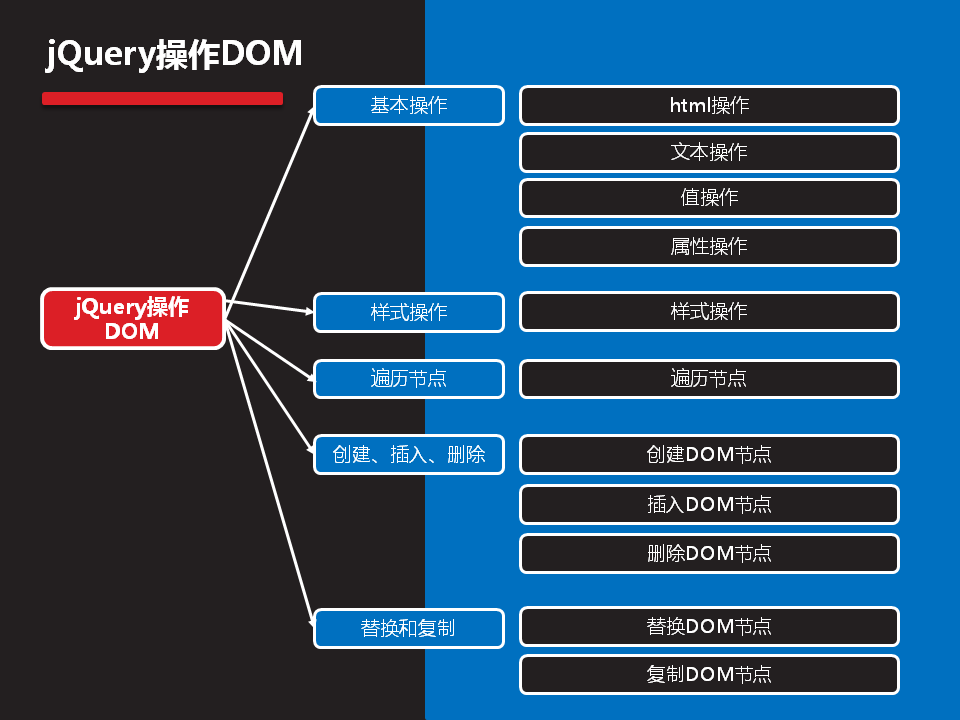 jQuery操作DOM
基本操作
html操作
文本操作
值操作
属性操作
jQuery操作
DOM
样式操作
样式操作
遍历节点
遍历节点
创建、插入、删除
创建DOM节点
插入DOM节点
删除DOM节点
替换和复制
替换DOM节点
复制DOM节点